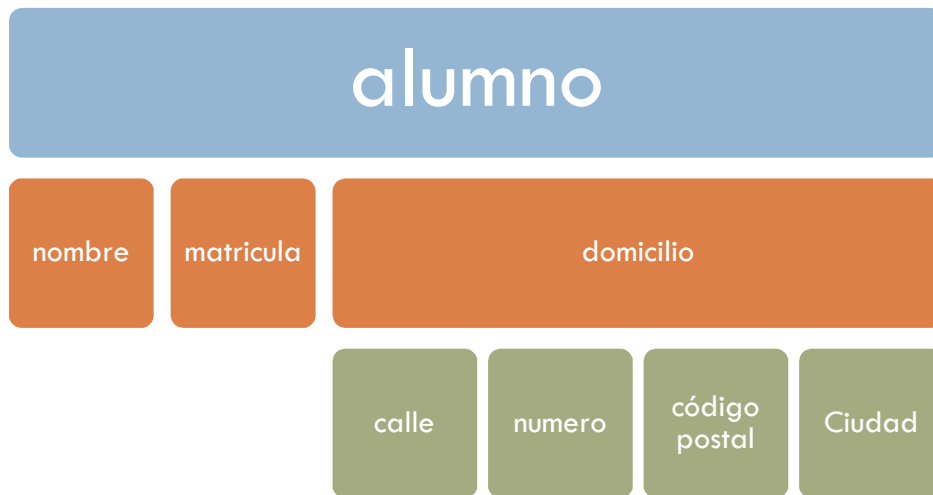 alumno
nombre
matricula
domicilio
calle
numero
código
postal
Ciudad